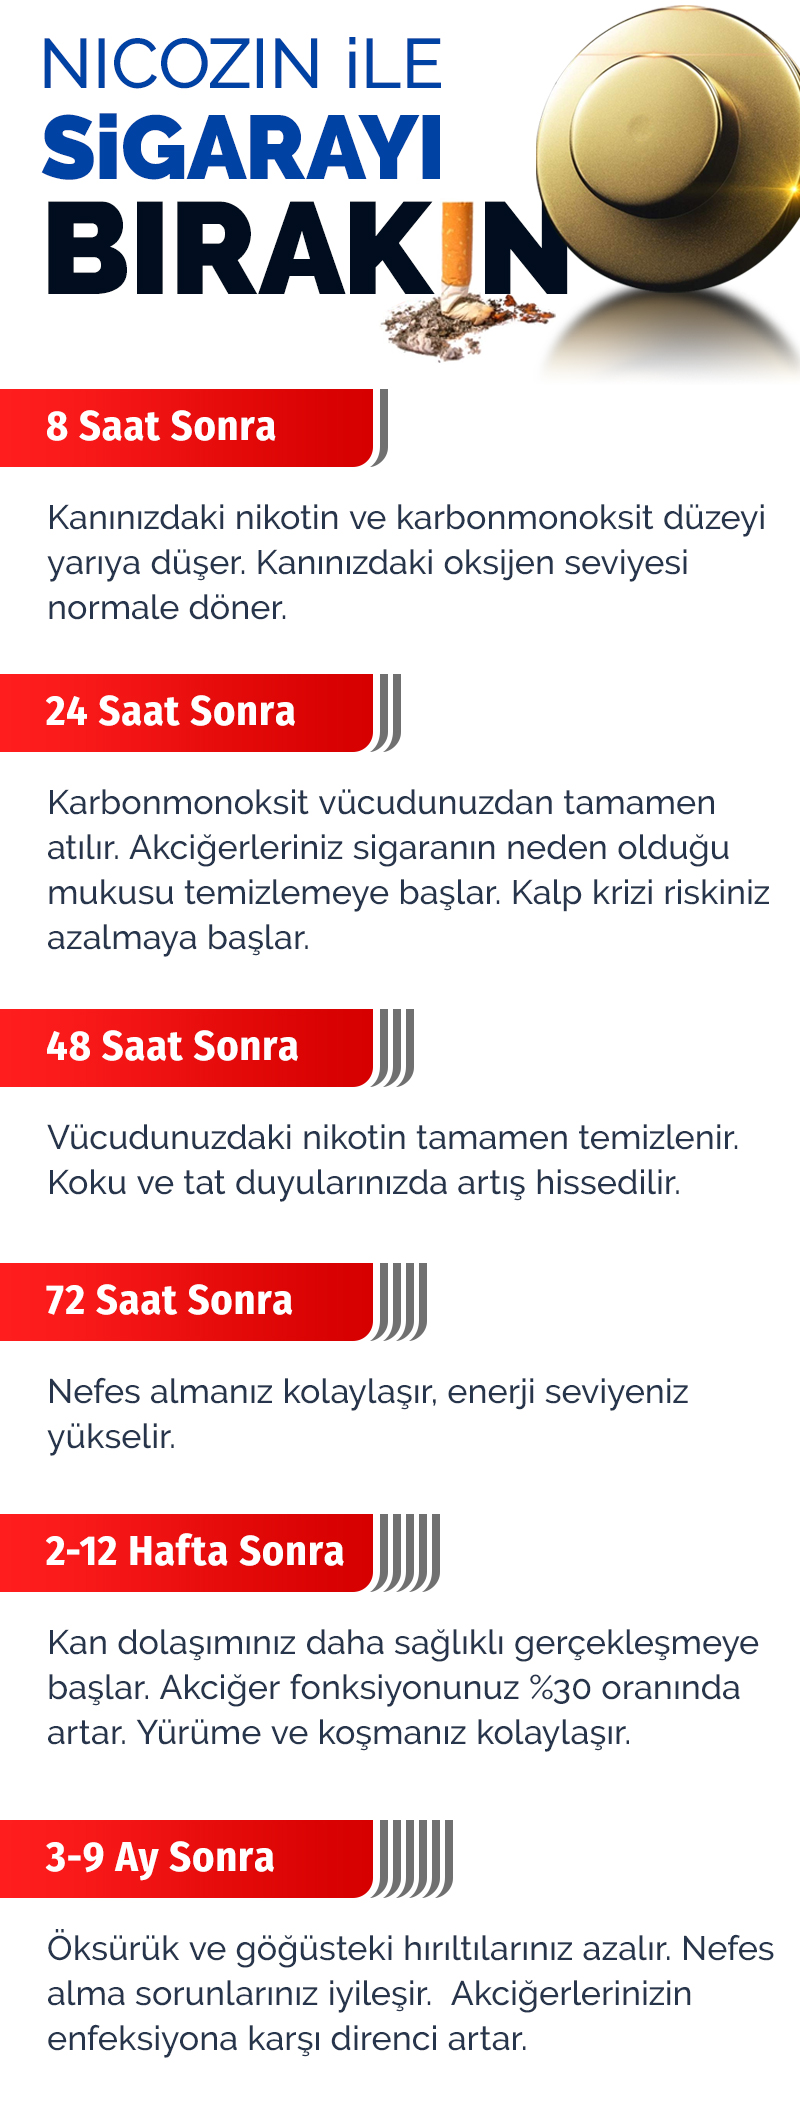 NICOZIN iLE
SiGARAYI
BIRAKIN
8 Saat Sonra
Kanınızdaki nikotin ve karbonmonoksit düzeyi
yarıya düşer. Kanınızdaki oksijen seviyesi
normale döner.
24 Saat Sonra
Karbonmonoksit vücudunuzdan tamamen
atılır. Akciğerleriniz sigaranın neden olduğu
mukusu temizlemeye başlar. Kalp krizi riskiniz
azalmaya başlar.
48 Saat Sonra
Vücudunuzdaki nikotin tamamen temizlenir.
Koku ve tat duyularınızda artış hissedilir.
72 Saat Sonra
Nefes almanız kolaylaşır, enerji seviyeniz
yükselir.
2-12 Hafta Sonra
Kan dolaşımınız daha sağlıklı gerçekleşmeye
başlar. Akciğer fonksiyonunuz %30 oranında
artar. Yürüme ve koşmanız kolaylaşır.
3-9 Ay Sonra
Öksürük ve göğüsteki hırıltılarınız azalır. Nefes
alma sorunlarınız iyileşir.  Akciğerlerinizin
enfeksiyona karşı direnci artar.